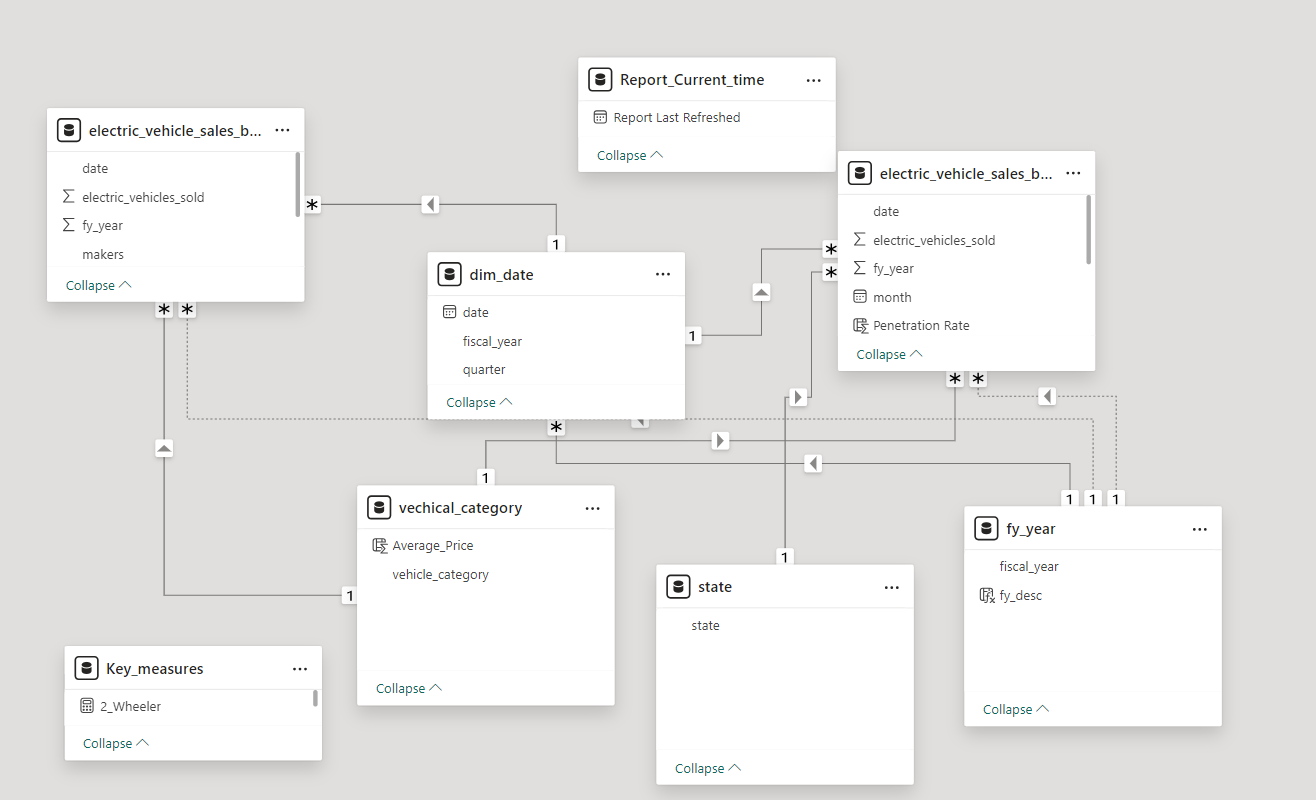 Report_Current_time
Report Last Refreshed
Collapse
electric_vehicle_sales_b...
date
electric_vehicles_sold
fy_year
makers
Collapse
electric_vehicle_sales_b...
date
electric_vehicles_sold
fy_year
month
Penetration Rate
Collapse
* 1
dim_date
date
fiscal_year
quarter
Collapse
1 *
*
* *
* *
*
1
vechical_category
Average_Price
vehicle_category
Collapse
1
1
state
state
Collapse
1 1 1
fy_year
fiscal_year
fy_desc
Collapse
Key_measures
2_Wheeler
Collapse